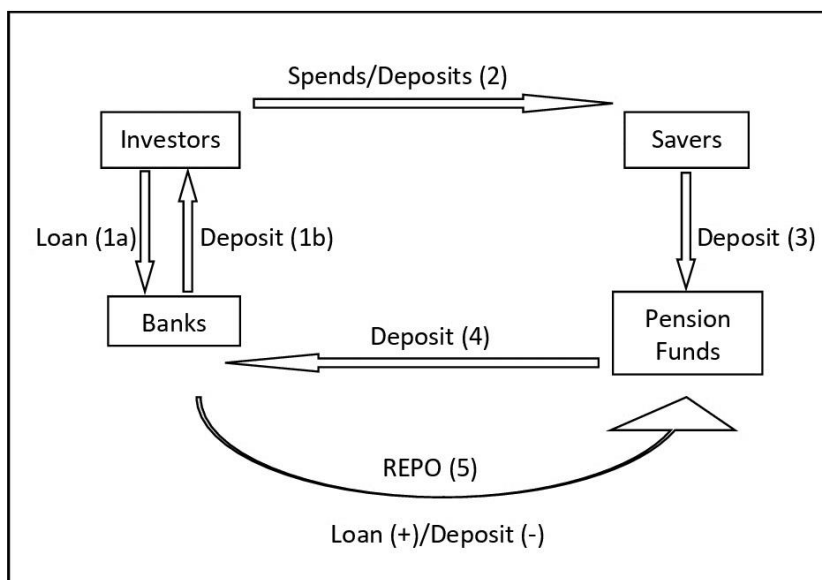 Spends/Deposits (2)
Investors
Savers
Loan (1a)
Deposit (1b)
Deposit (3)
Banks
Pension
Funds
Deposit (4)
REPO (5)
Loan (+)/Deposit (-)